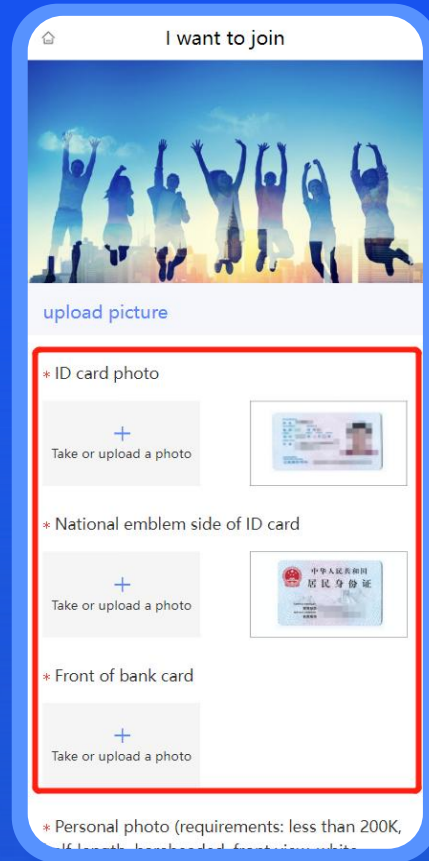 I want to join
upload picture
* ID card photo
+
Take or upload a photo
* National emblem side of ID card
+
Take or upload a photo
中华人民共和国
居民身份证
* Front of bank card
+
Take or upload a photo
* Personal photo (requirements: less than 200K,